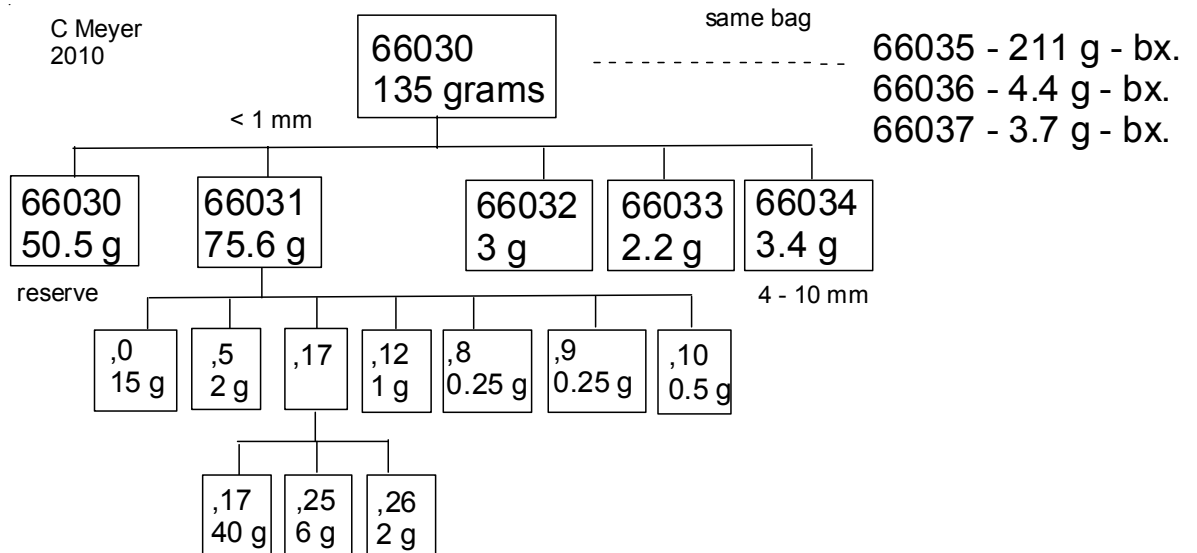 C Meyer
2010
66030
135 grams
same bag
66035 - 211 g - bx.
66036 - 4.4 g - bx.
66037 - 3.7 g - bx.
< 1 mm
66030
50.5 g
66031
75.6 g
66032
3 g
66033
2.2 g
66034
3.4 g
reserve
4 - 10 mm
,0
15 g
,5
2 g
,17
,12
1 g
,8
0.25 g
,9
0.25 g
,10
0.5 g
,17
40 g
,25
6 g
,26
2 g